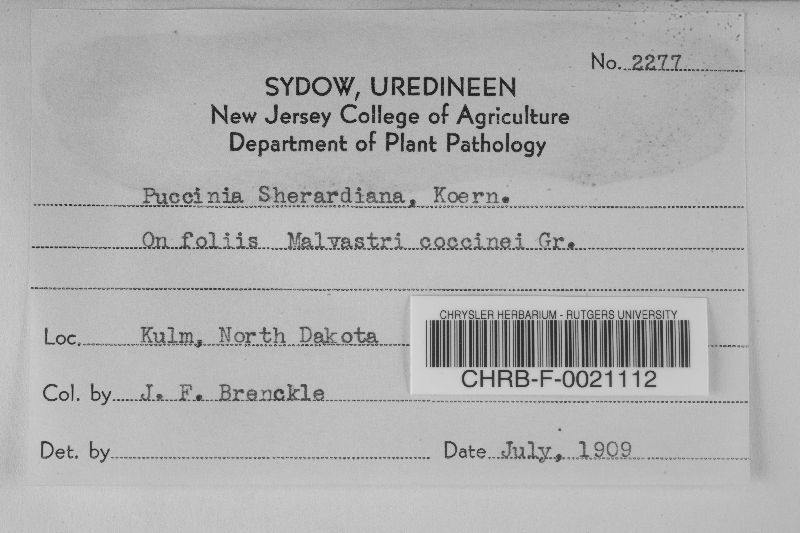 No. 2277
SYDOW, UREDINEEN
New Jersey College of Agriculture
Department of Plant Pathology
Puccinia Sherardiana, Koern.
On foliis Malvastri coccinei Gr.
Loc. Kulm, North Dakota
CHRYSLER HERBARIUM - RUTGERS UNIVERSITY
CHRB-F-0021112
Col. by J. F. Brenckle
Det. by
Date July, 1909